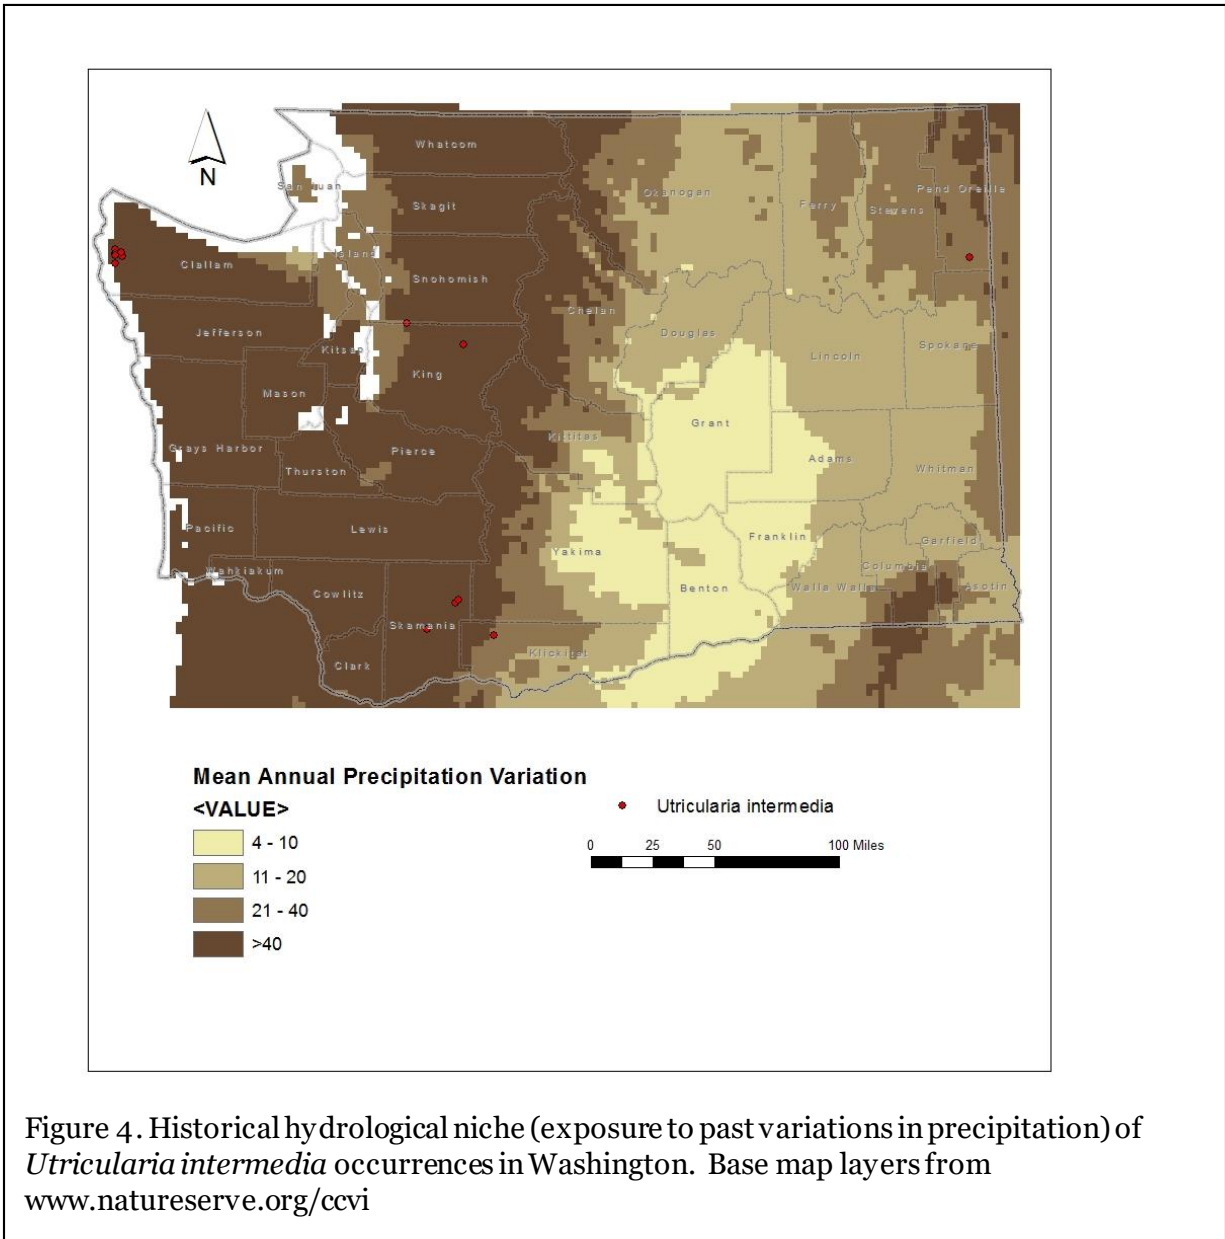 N
Whatcom
San Juan
Skagit
Okanogan
Ferry
Stevens
Pend Oreille
Island
Clallam
Snohomish
Chelan
Jefferson
Douglas
Kitsap
King
Lincoln
Spokane
Mason
Grant
Kittitas
Grays Harbor
Pierce
Adams
Thurston
Whitman
Pacific
Lewis
Yakima
Franklin
Garfield
Wahkiakum
Columbia
Cowlitz
Benton
Walla Walla
Asotin
Skamania
Klickitat
Clark
Mean Annual Precipitation Variation
<VALUE>
4 - 10
11 - 20
21 - 40
>40
Utricularia intermedia
0 25 50 100 Miles
Figure 4. Historical hydrological niche (exposure to past variations in precipitation) of
Utricularia intermedia occurrences in Washington. Base map layers from
www.natureserve.org/ccvi